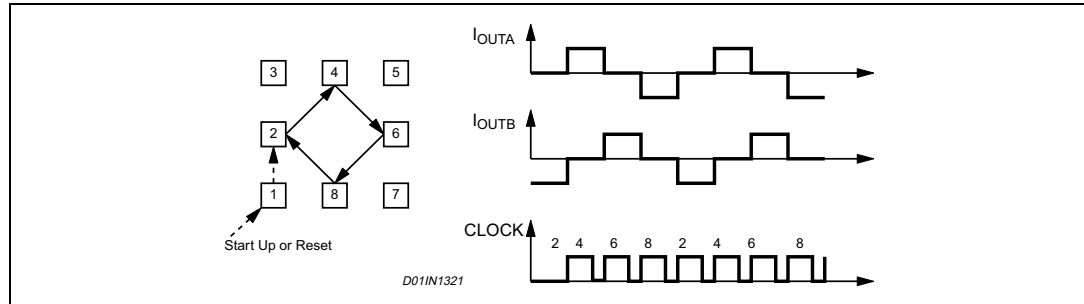 3 4 5
2 6
1 8 7
Start Up or Reset
D01IN1321
IOUTA
IOUTB
CLOCK
2 4 6 8 2 4 6 8